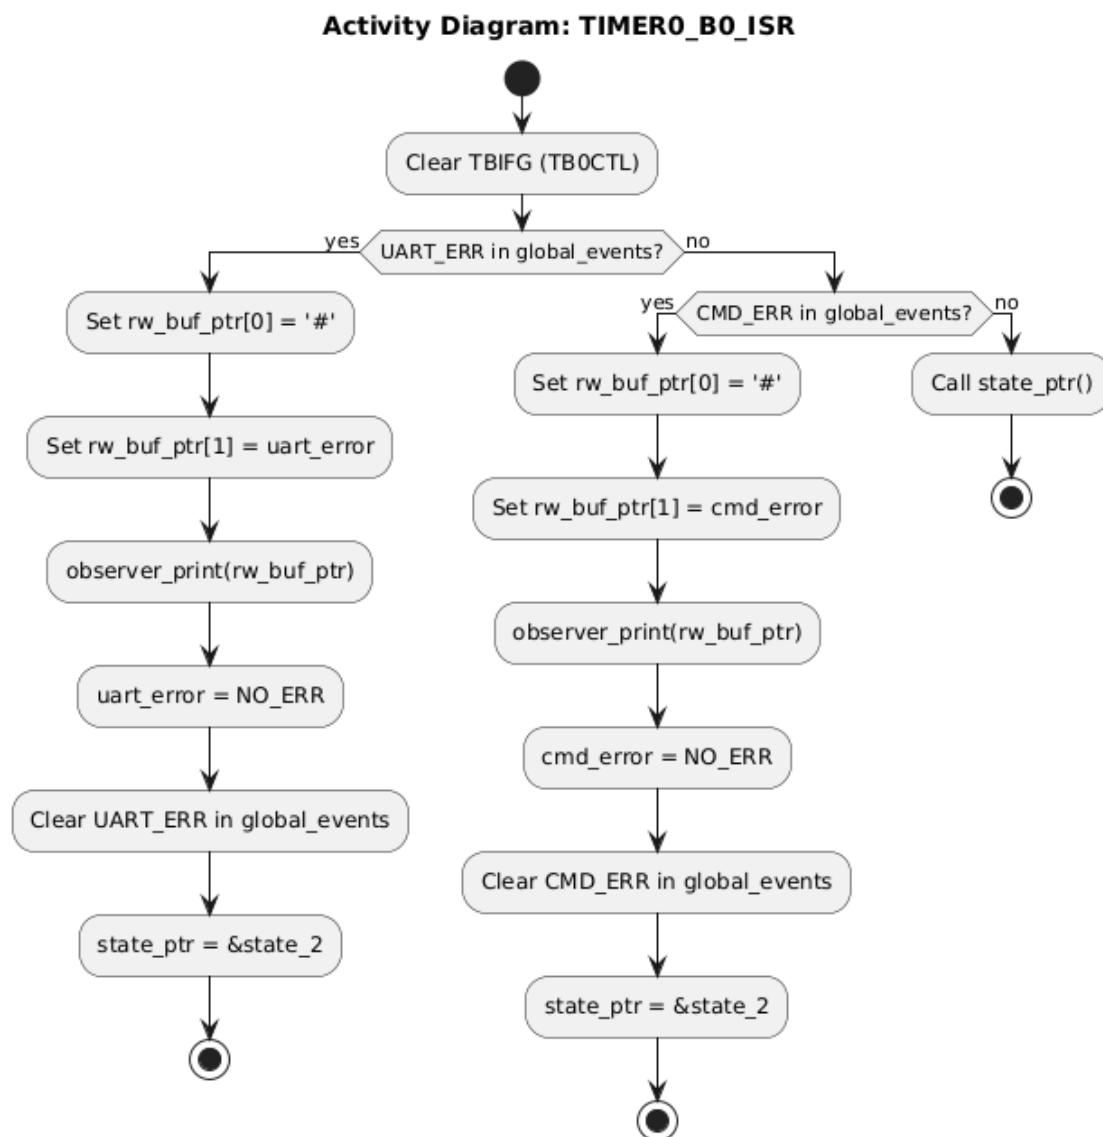 Activity Diagram: TIMER0_B0_ISR
Clear TBIFG (TB0CTL)
yes
UART_ERR in global_events?
no
Set rw_buf_ptr[0] = '#'
Set rw_buf_ptr[1] = uart_error
observer_print(rw_buf_ptr)
uart_error = NO_ERR
Clear UART_ERR in global_events
state_ptr = &state_2
yes
CMD_ERR in global_events?
no
Set rw_buf_ptr[0] = '#'
Set rw_buf_ptr[1] = cmd_error
observer_print(rw_buf_ptr)
cmd_error = NO_ERR
Clear CMD_ERR in global_events
state_ptr = &state_2
Call state_ptr()